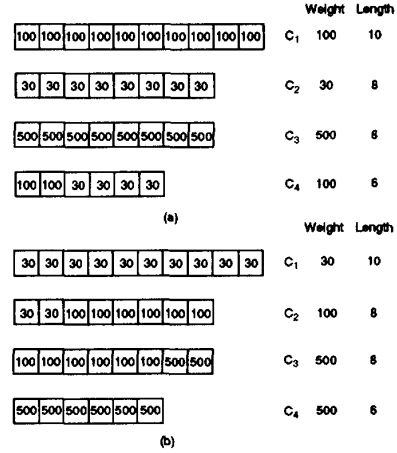 Weight Length
100 100 100 100 100 100 100 100 100 100 C1 100 10
30 30 30 30 30 30 30 30 C2 30 8
500 500 500 500 500 500 500 500 C3 500 8
100 100 30 30 30 30 C4 100 6
(a)
Weight Length
30 30 30 30 30 30 30 30 30 30 C1 30 10
30 30 100 100 100 100 100 100 C2 100 8
100 100 100 100 100 100 500 500 C3 500 8
500 500 500 500 500 500 C4 500 6
(b)